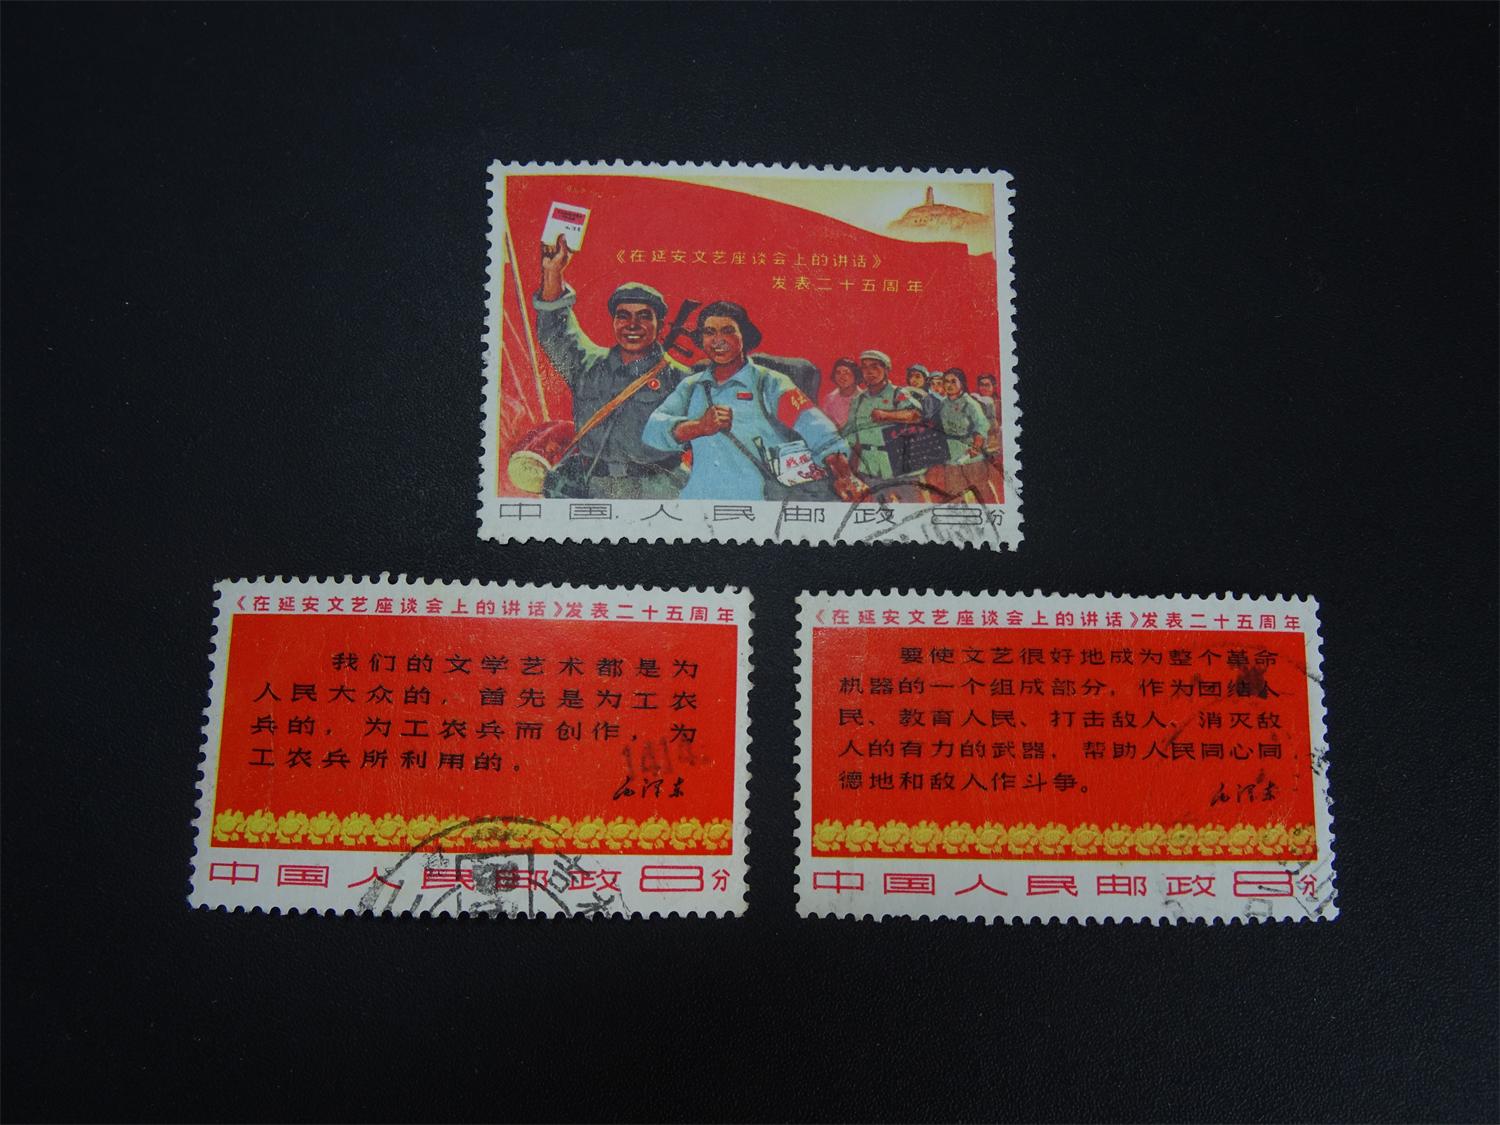 《在延安文艺座谈会上的讲话》
发表二十五周年
中国人民邮政 8分
《在延安文艺座谈会上的讲话》发表二十五周年
我们的文学艺术都是为
人民大众的，首先是为工农
兵的，为工农兵而创作，为
工农兵所利用的。
毛泽东
1414.
中国人民邮政 8分
《在延安文艺座谈会上的讲话》发表二十五周年
要使文艺很好地成为整个革命
机器的一个组成部分，作为团结人
民、教育人民、打击敌人、消灭敌
人的有力的武器，帮助人民同心同
德地和敌人作斗争。
毛泽东
中国人民邮政 8分